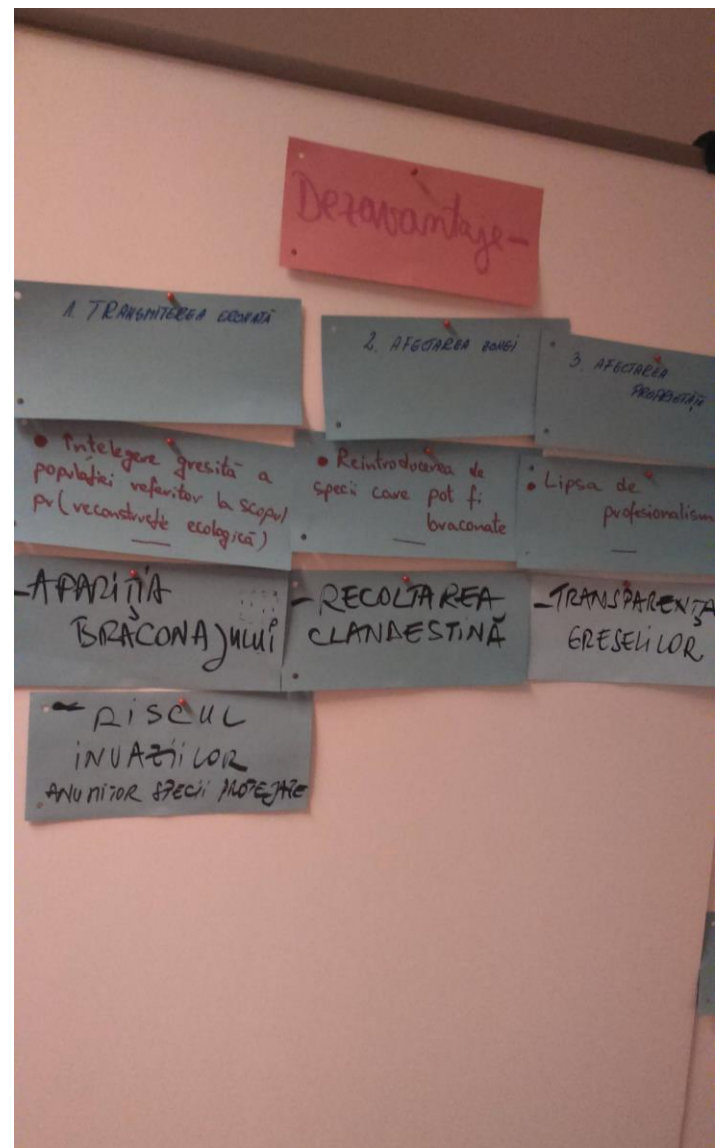 Dezavantaje -
1. TRANSMITEREA ERONATĂ
2. AFECTAREA ZONEI
3. AFECTAREA
PROPRIETĂȚII
• Întelegere gresită a
populației referitor la scopul
pr (reconstrucție ecologică)
—
• Reintroducerea de
specii care pot fi
braconate
—
• Lipsa de
profesionalism
—
- APARIȚIA
BRACONAJULUI
- RECOLTAREA
CLANDESTINĂ
- TRANSPARENȚA
GREȘELILOR
- RISCUL
INVAZIILOR
ANUMITOR SPECII PROTEJATE